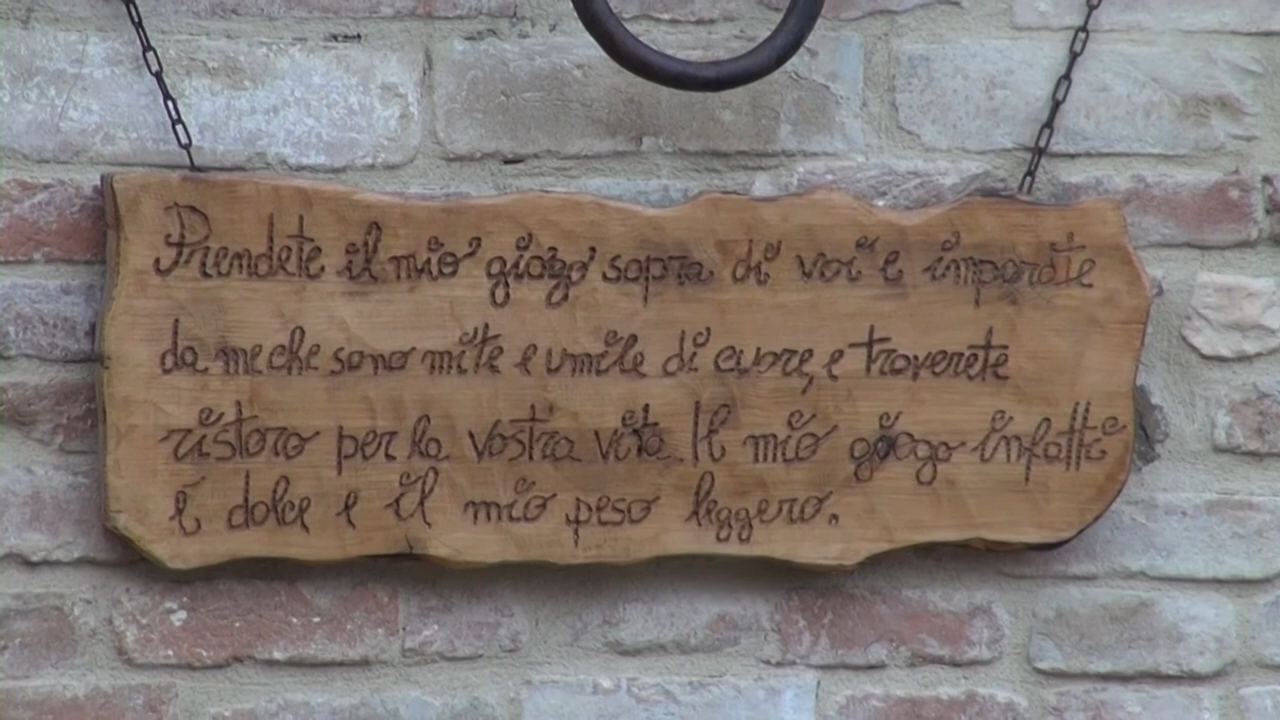 Prendete il mio giogo sopra di voi e imparate
da me che sono mite e umile di cuore, e troverete
ristoro per la vostra vita. Il mio giogo infatti
è dolce e il mio peso leggero.